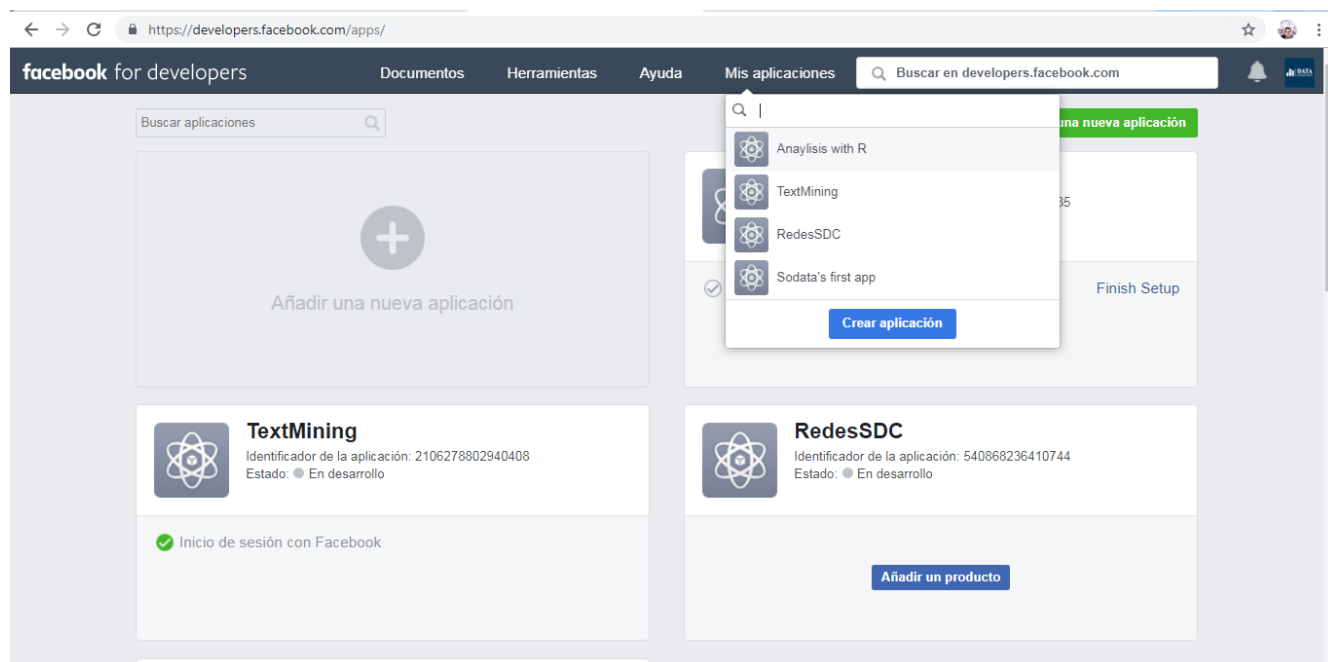 https://developers.facebook.com/apps/
facebook for developers
Documentos
Herramientas
Ayuda
Mis aplicaciones
Buscar en developers.facebook.com
DATA
Buscar aplicaciones
una nueva aplicación
Anaylisis with R
TextMining
RedesSDC
Sodata's first app
Crear aplicación
35
Finish Setup
Añadir una nueva aplicación
TextMining
Identificador de la aplicación: 2106278802940408
Estado: En desarrollo
Inicio de sesión con Facebook
RedesSDC
Identificador de la aplicación: 540868236410744
Estado: En desarrollo
Añadir un producto